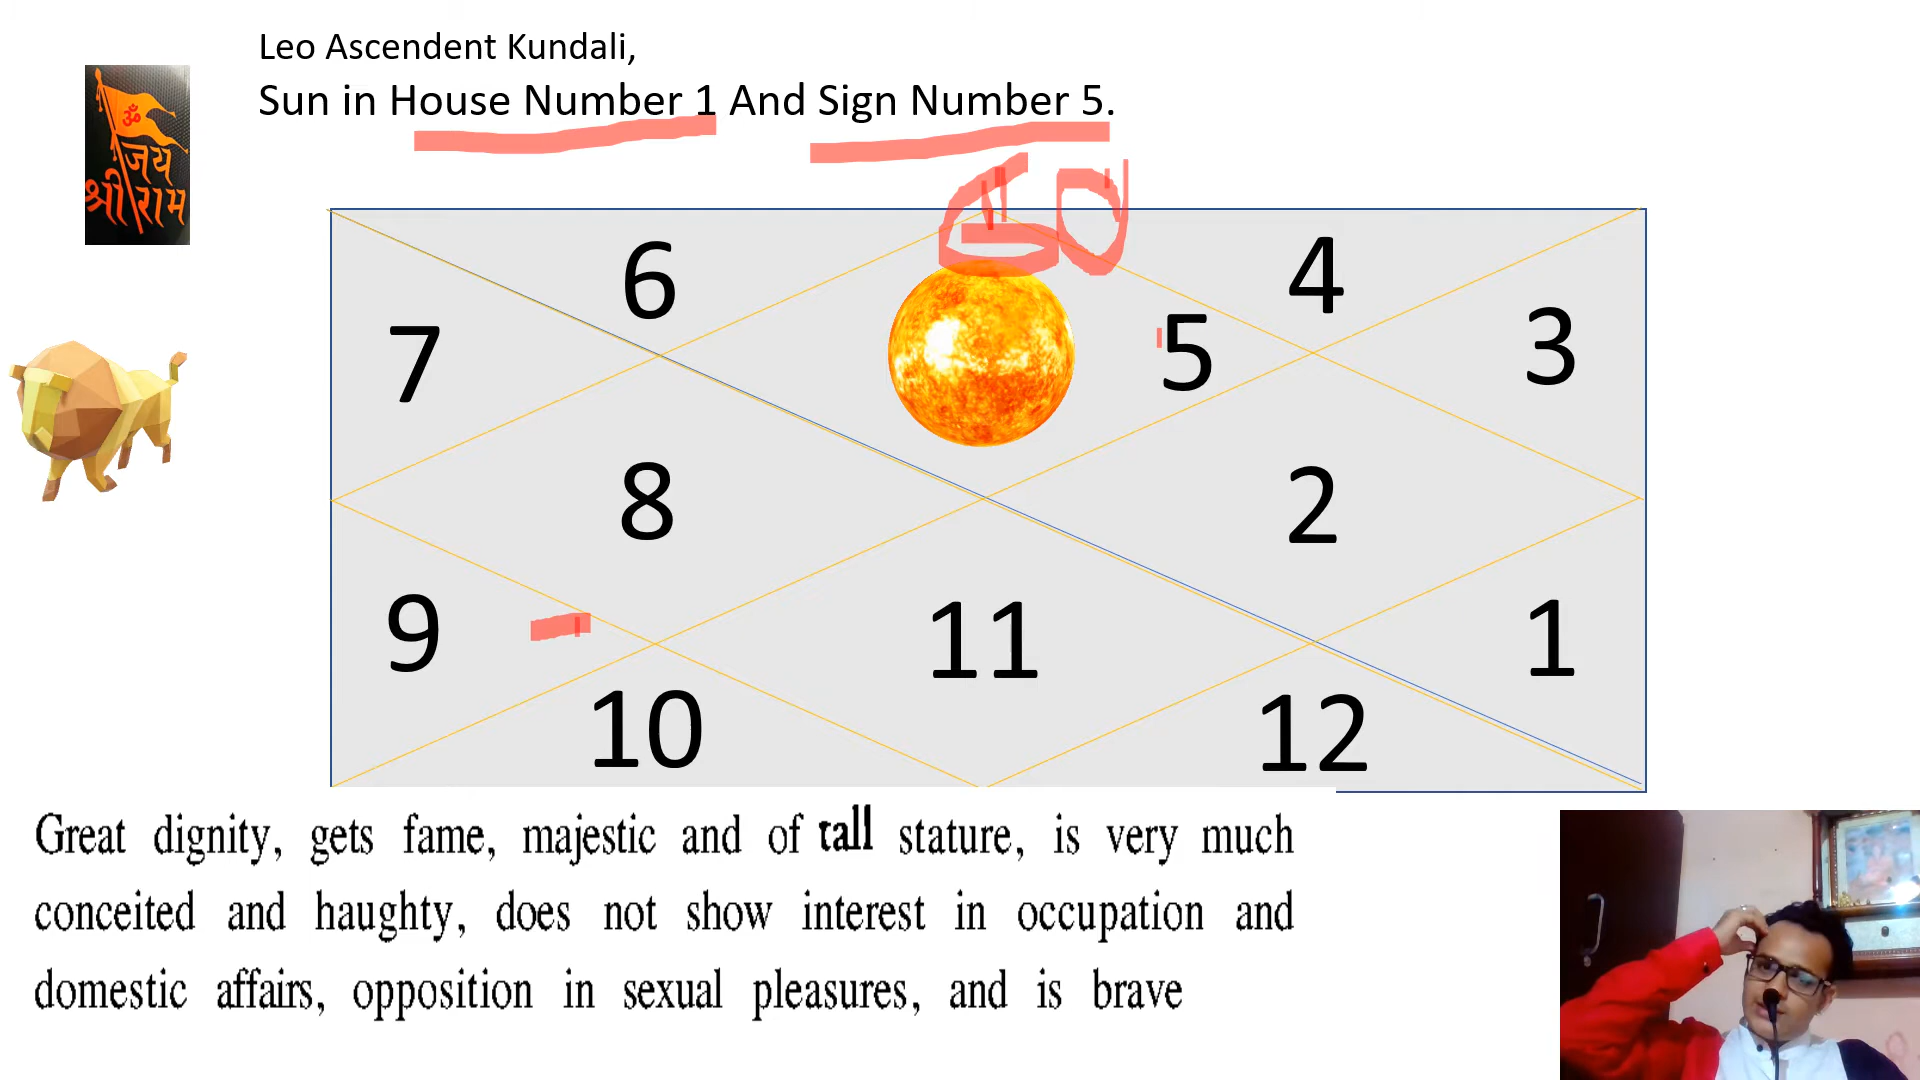 Leo Ascendent Kundali,
Sun in House Number 1 And Sign Number 5.
ॐ
जय
श्री राम
6
4
7
5
3
8
2
9
11
1
10
12
Great dignity, gets fame, majestic and of tall stature, is very much
conceited and haughty, does not show interest in occupation and
domestic affairs, opposition in sexual pleasures, and is brave